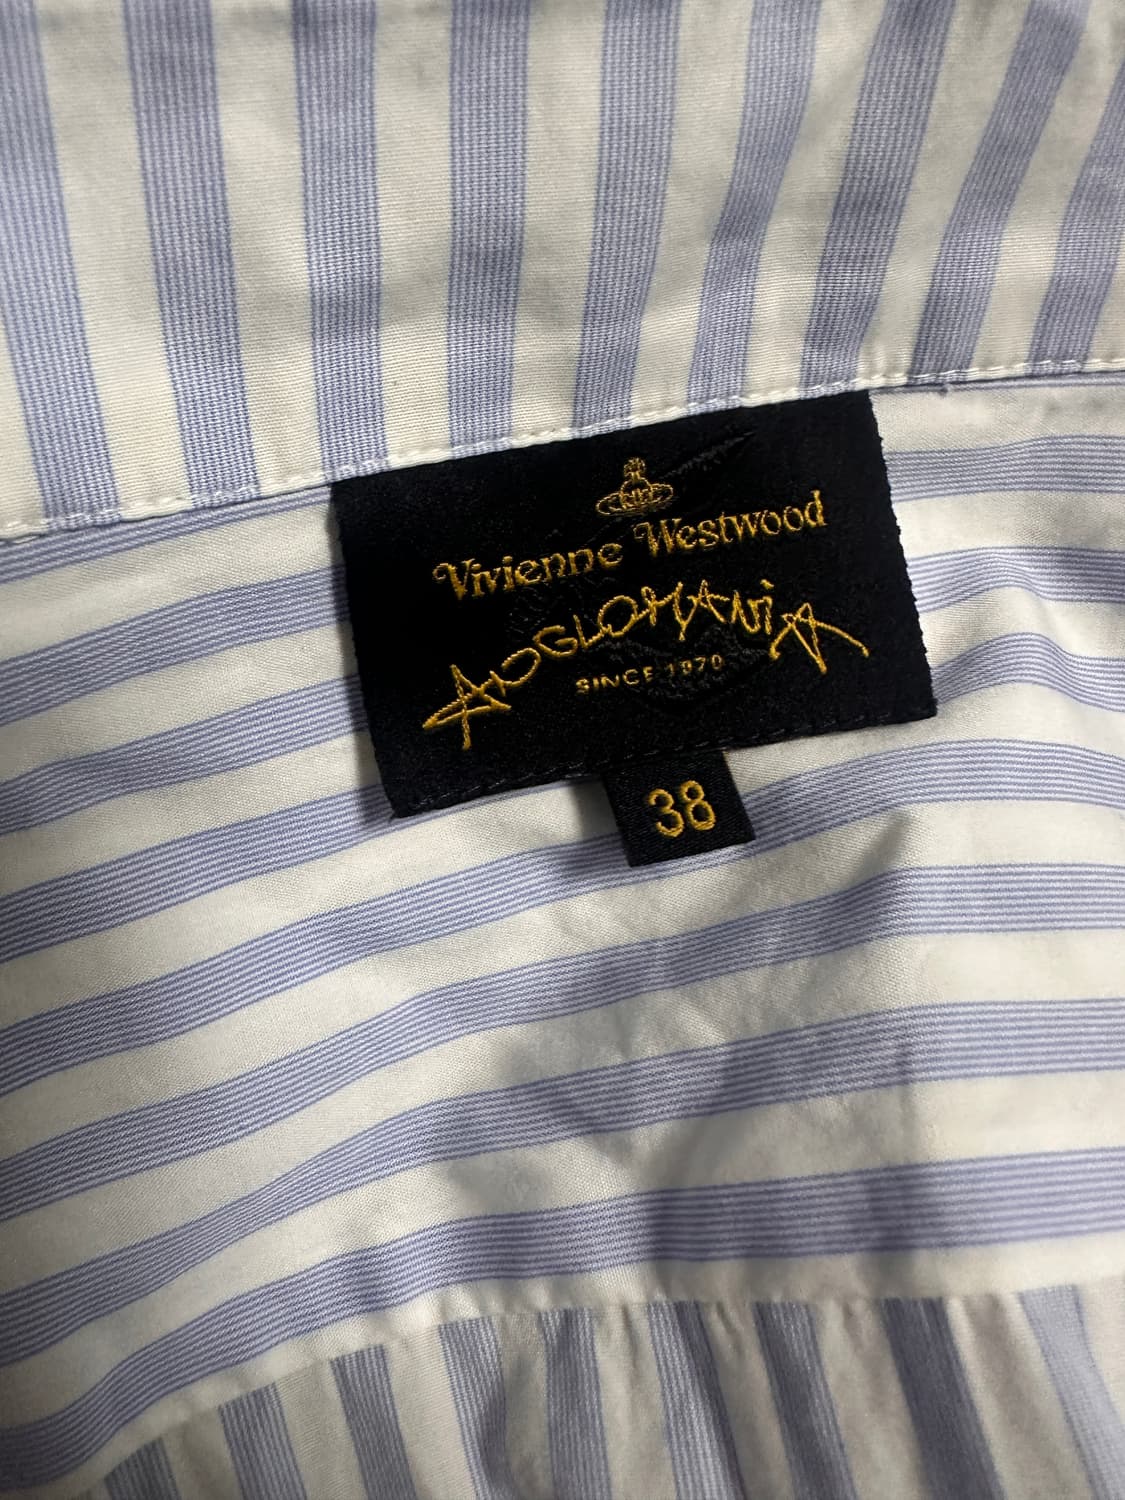 Vivienne Westwood
ANGLOMANIA
SINCE 1970
38